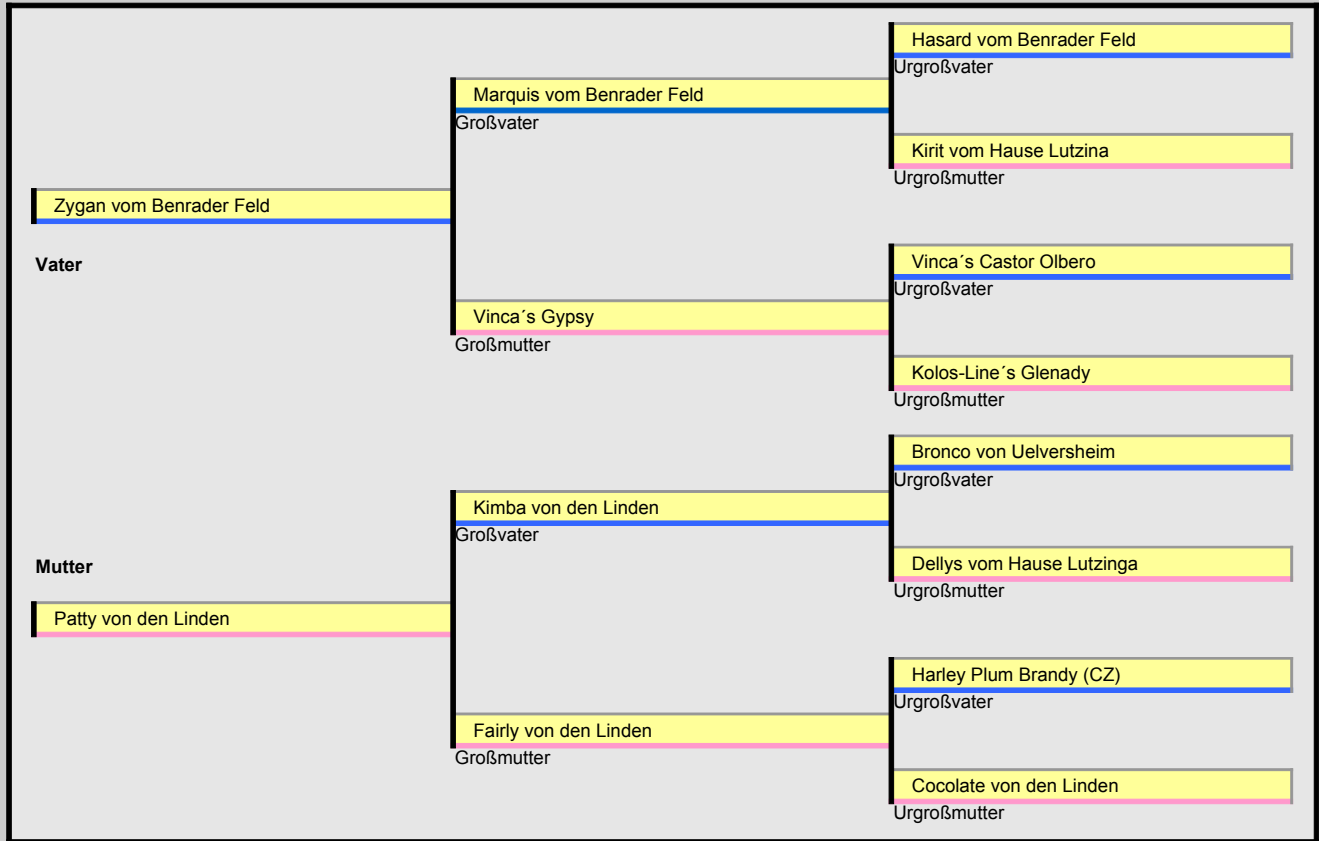 Hasard vom Benrader Feld
Urgroßvater
Marquis vom Benrader Feld
Großvater
Kirit vom Hause Lutzina
Urgroßmutter
Zygan vom Benrader Feld
Vater
Vinca´s Castor Olbero
Urgroßvater
Vinca´s Gypsy
Großmutter
Kolos-Line´s Glenady
Urgroßmutter
Bronco von Uelversheim
Urgroßvater
Kimba von den Linden
Großvater
Mutter
Dellys vom Hause Lutzinga
Urgroßmutter
Patty von den Linden
Harley Plum Brandy (CZ)
Urgroßvater
Fairly von den Linden
Großmutter
Cocolate von den Linden
Urgroßmutter